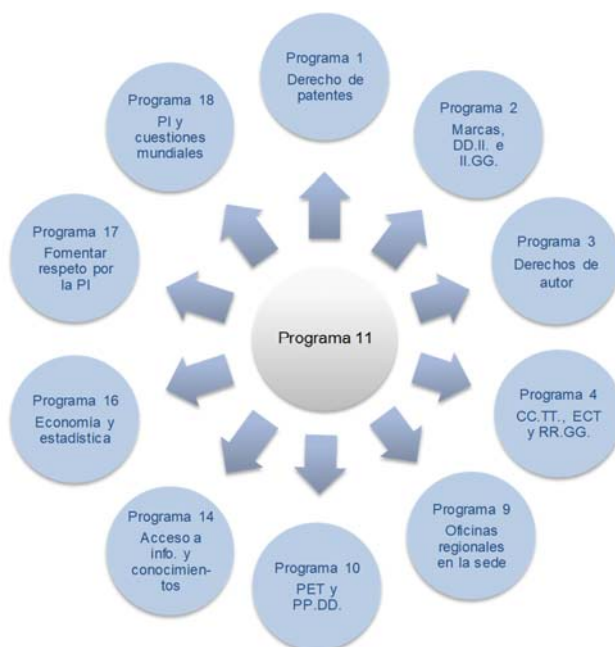 Programa 1
Derecho de
patentes
Programa 2
Marcas,
DD.II. e
II.GG.
Programa 3
Derechos de
autor
Programa 4
CC.TT., ECT
y RR.GG.
Programa 9
Oficinas
regionales
en la sede
Programa 10
PET y
PP.DD.
Programa 14
Acceso a
info. y
conocimien-
tos
Programa 16
Economía y
estadística
Programa 17
Fomentar
respeto por
la PI
Programa 18
PI y
cuestiones
mundiales
Programa 11